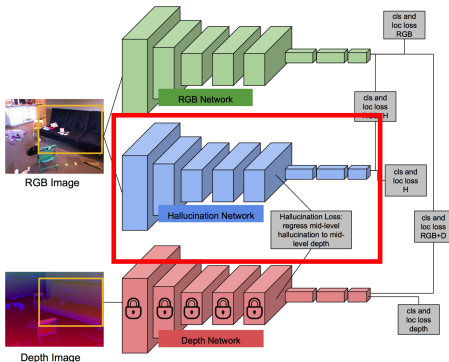 cls and
loc loss
RGB
RGB Network
cls and
loc loss
RGB Image
Hallucination Network
cls and
loc loss
H
Hallucination Loss:
regress mid-level
hallucination to mid-
level depth
cls and
loc loss
RGB+D
Depth Network
cls and
loc loss
depth
Depth Image